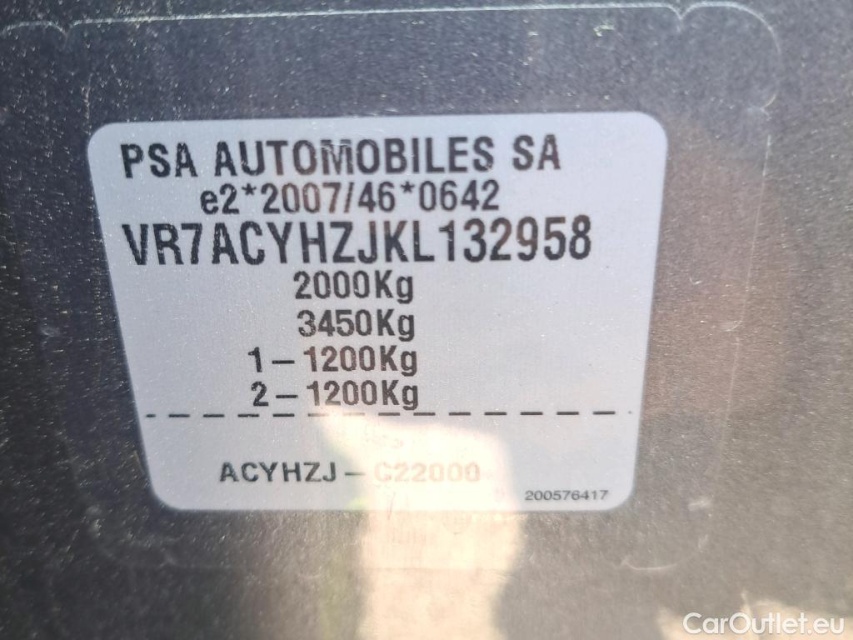 PSA AUTOMOBILES SA
e2*2007/46*0642
VR7ACYHZJKL132958
2000Kg
3450Kg
1-1200Kg
2-1200Kg
ACYHZJ-C22000
200576417
CarOutlet.eu